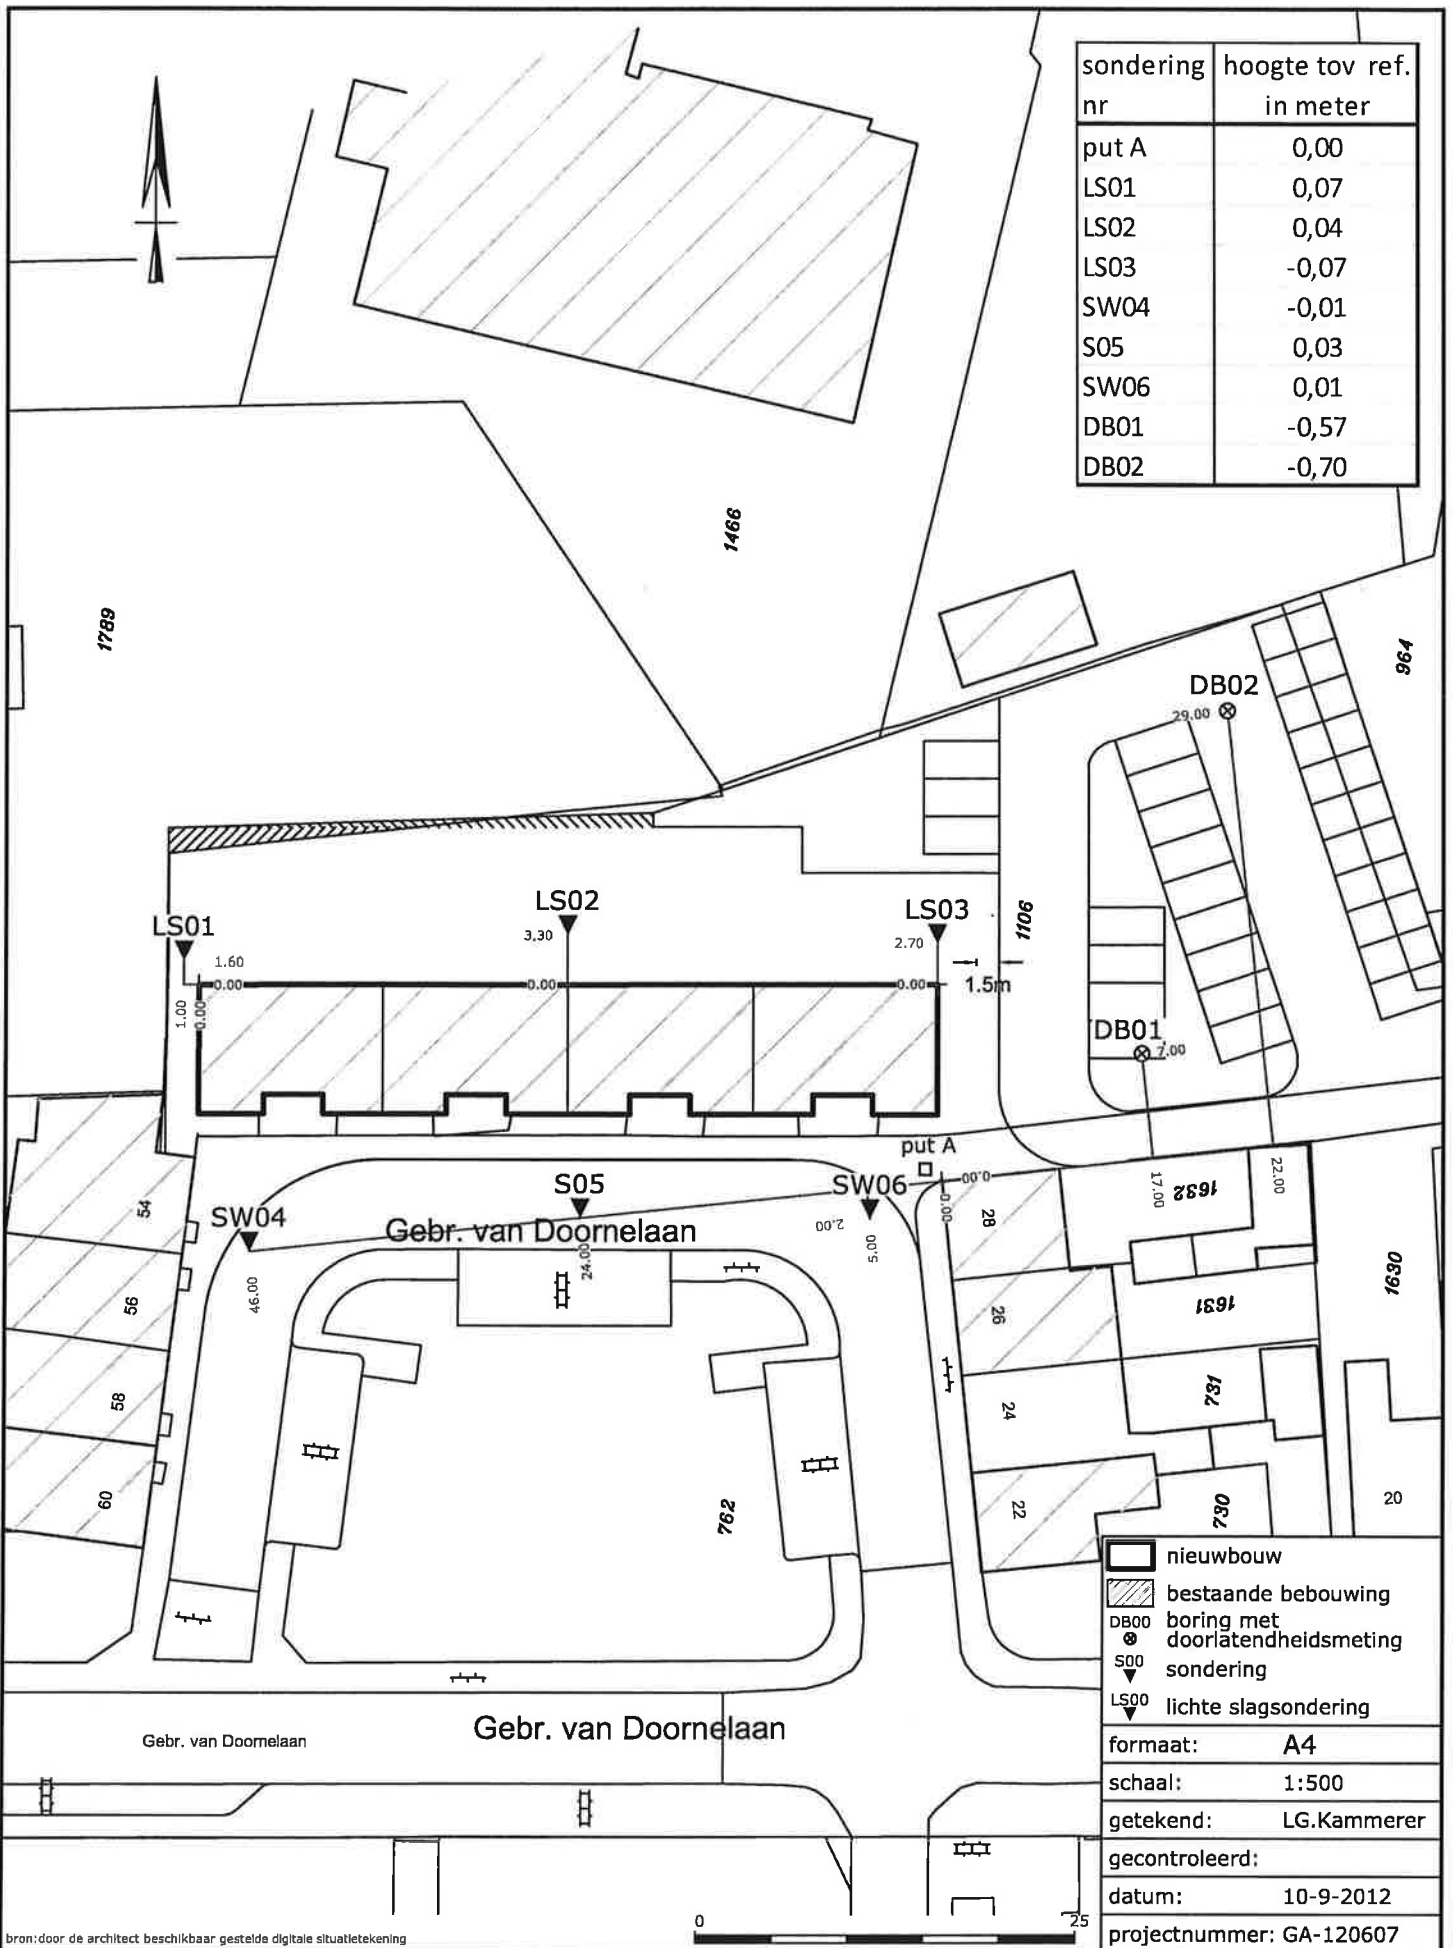 sondering nr | hoogte tov ref. in meter
put A 0,00
LS01 0,07
LS02 0,04
LS03 -0,07
SW04 -0,01
S05 0,03
SW06 0,01
DB01 -0,57
DB02 -0,70
1466
1789
964
DB02
29.00
LS01
LS02
LS03
1106
3.30
2.70
1.60
1.5m
0.00
0.00
0.00
1.00
0.00
DB01
7.00
put A
S05
SW06
0.00
0.00
SW04
Gebr. van Doornelaan
2.00
5.00
24.00
46.00
17.00
22.00
1632
1631
1630
731
730
762
54
56
58
60
28
26
24
22
20
nieuwbouw
bestaande bebouwing
DB00 boring met
doorlatendheidsmeting
S00
sondering
LS00
lichte slagsondering
Gebr. van Doornelaan
Gebr. van Doornelaan
formaat: A4
schaal: 1:500
getekend: LG.Kammerer
gecontroleerd:
datum: 10-9-2012
projectnummer: GA-120607
0 25
bron:door de architect beschikbaar gestelde digitale situatietekening